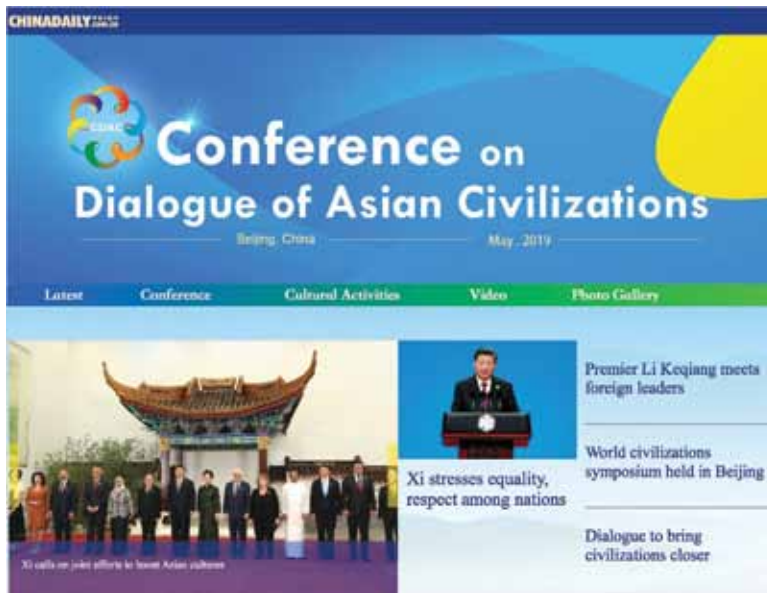 CHINADAILY
.com.cn
CDAC
Conference on
Dialogue of Asian Civilizations
Beijing, China
May . 2019
Latest
Conference
Cultural Activities
Video
Photo Gallery
Xi calls on joint efforts to boost Asian cultures
Xi stresses equality,
respect among nations
Premier Li Keqiang meets
foreign leaders
World civilizations
symposium held in Beijing
Dialogue to bring
civilizations closer